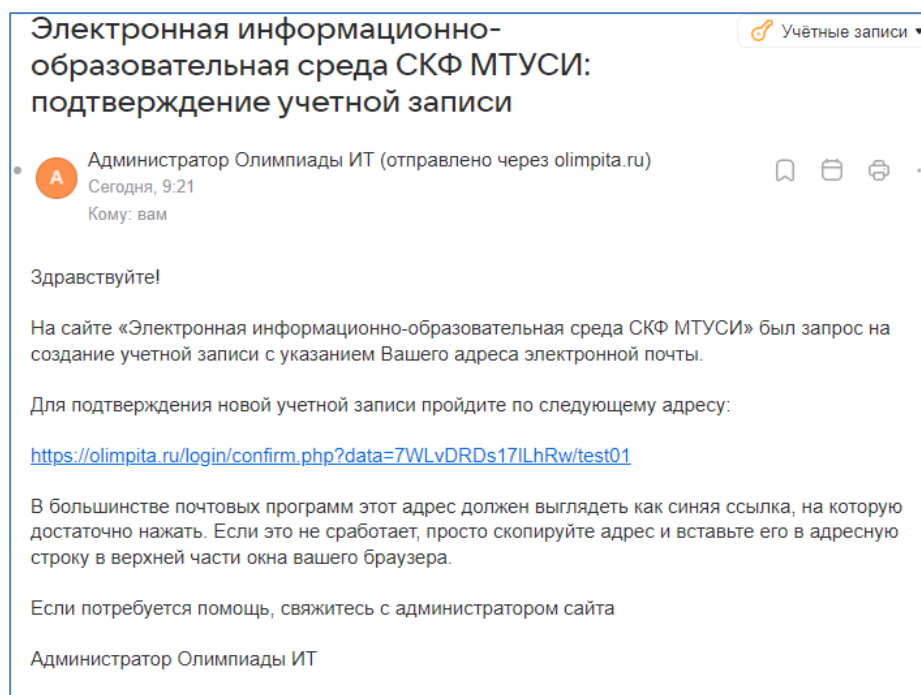 Электронная информационно-
образовательная среда СКФ МТУСИ:
подтверждение учетной записи
Учётные записи
А
Администратор Олимпиады ИТ (отправлено через olimpita.ru)
Сегодня, 9:21
Кому: вам
Здравствуйте!
На сайте «Электронная информационно-образовательная среда СКФ МТУСИ» был запрос на
создание учетной записи с указанием Вашего адреса электронной почты.
Для подтверждения новой учетной записи пройдите по следующему адресу:
https://olimpita.ru/login/confirm.php?data=7WLvDRDs17lLhRw/test01
В большинстве почтовых программ этот адрес должен выглядеть как синяя ссылка, на которую
достаточно нажать. Если это не сработает, просто скопируйте адрес и вставьте его в адресную
строку в верхней части окна вашего браузера.
Если потребуется помощь, свяжитесь с администратором сайта
Администратор Олимпиады ИТ